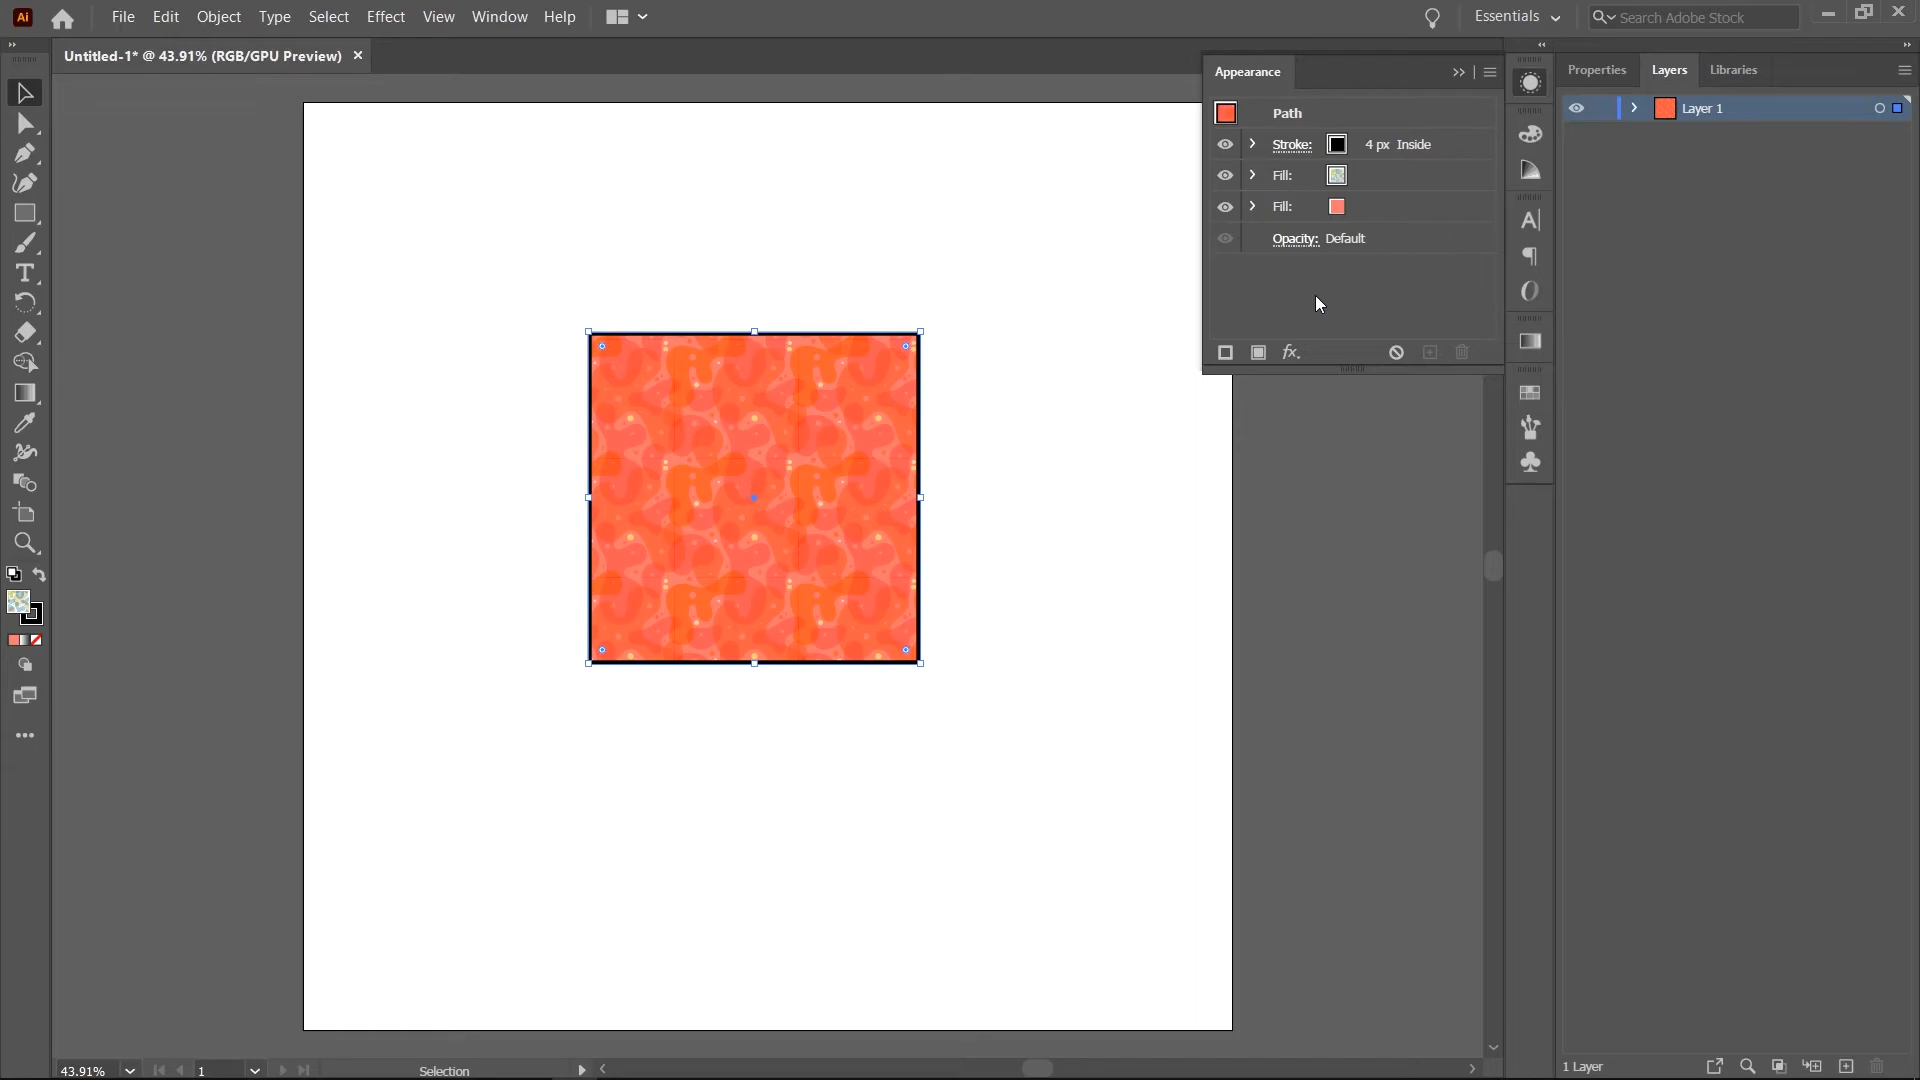 Ai File Edit Object Type Select Effect View Window Help Essentials Search Adobe Stock
Untitled-1* @ 43.91% (RGB/GPU Preview) ×
Appearance
Properties Layers Libraries
Path
Layer 1
Stroke: 4 px Inside
Fill:
Fill:
Opacity: Default
fx.
43.91% 1 Selection
1 Layer